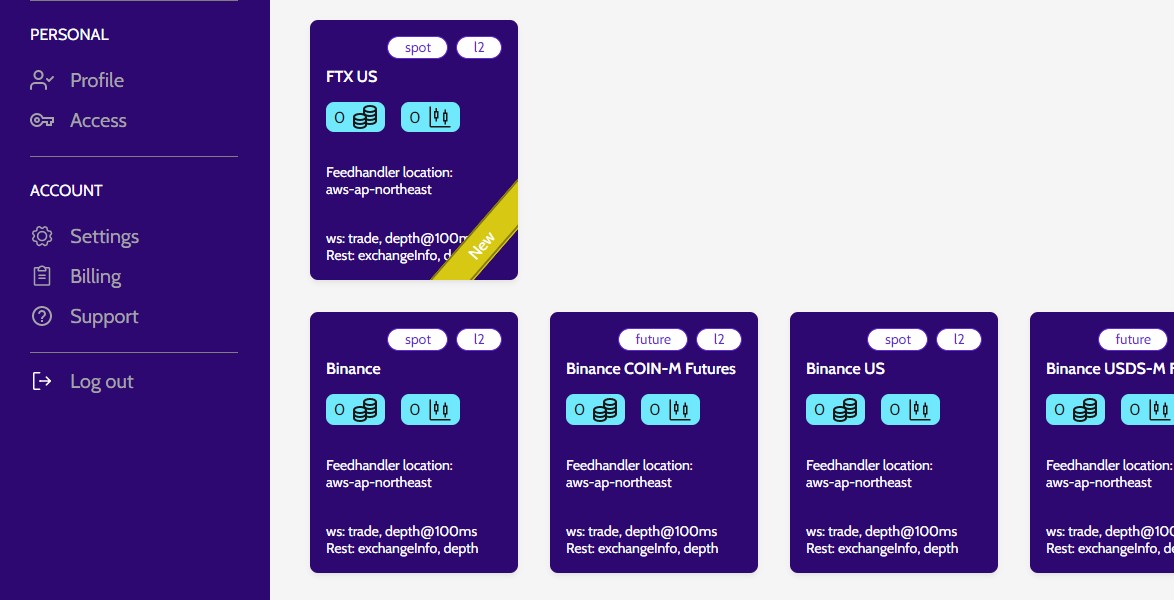 PERSONAL
Profile
Access
ACCOUNT
Settings
Billing
Support
Log out
spot l2
FTX US
0 0
Feedhandler location:
aws-ap-northeast
ws: trade, depth@100m
Rest: exchangeInfo, d
New
spot l2
Binance
0 0
Feedhandler location:
aws-ap-northeast
ws: trade, depth@100ms
Rest: exchangeInfo, depth
future l2
Binance COIN-M Futures
0 0
Feedhandler location:
aws-ap-northeast
ws: trade, depth@100ms
Rest: exchangeInfo, depth
spot l2
Binance US
0 0
Feedhandler location:
aws-ap-northeast
ws: trade, depth@100ms
Rest: exchangeInfo, depth
future
Binance USDS-M F
0 0
Feedhandler location:
aws-ap-northeast
ws: trade, depth@100
Rest: exchangeInfo, de